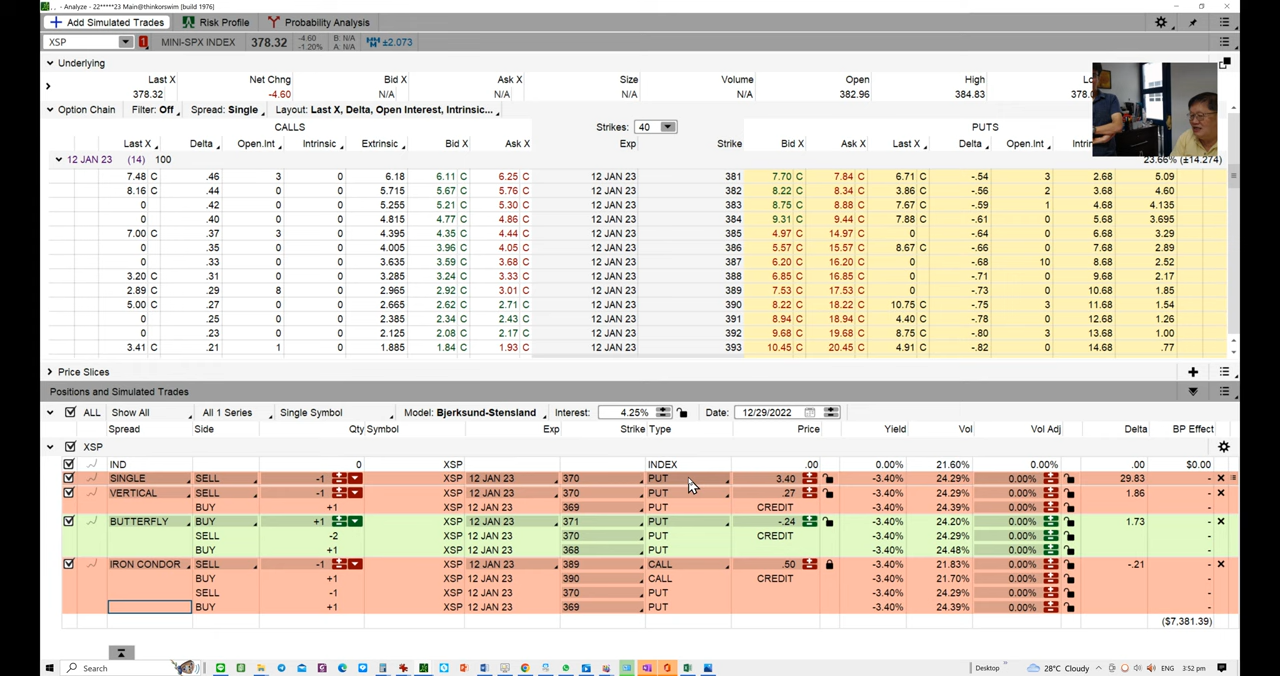 .. - Analyze - 22*****23 Main@thinkorswim [build 1976]
Add Simulated Trades Risk Profile Probability Analysis
XSP 1 MINI-SPX INDEX 378.32 -4.60 -1.20% B: N/A A: N/A ±2.073
Underlying
Last X Net Chng Bid X Ask X Size Volume Open High
378.32 -4.60 N/A N/A N/A N/A 382.96 384.83
Option Chain Filter: Off Spread: Single Layout: Last X, Delta, Open Interest, Intrinsic...
CALLS Strikes: 40 PUTS
Last X Delta Open.Int Intrinsic Extrinsic Bid X Ask X Exp Strike Bid X Ask X Last X Delta Open.Int
12 JAN 23 (14) 100 23.66% (±14.274)
7.48 C .46 3 0 6.18 6.11 C 6.25 C 12 JAN 23 381 7.70 C 7.84 C 6.71 C -.54 3 2.68 5.09
8.16 C .44 0 0 5.715 5.67 C 5.76 C 12 JAN 23 382 8.22 C 8.34 C 3.86 C -.56 2 3.68 4.60
0 .42 0 0 5.255 5.21 C 5.30 C 12 JAN 23 383 8.75 C 8.88 C 7.67 C -.59 1 4.68 4.135
0 .40 0 0 4.815 4.77 C 4.86 C 12 JAN 23 384 9.31 C 9.44 C 7.88 C -.61 0 5.68 3.695
7.00 C .37 3 0 4.395 4.35 C 4.44 C 12 JAN 23 385 4.97 C 14.97 C 0 -.64 0 6.68 3.29
0 .35 0 0 4.005 3.96 C 4.05 C 12 JAN 23 386 5.57 C 15.57 C 8.67 C -.66 0 7.68 2.89
0 .33 0 0 3.635 3.59 C 3.68 C 12 JAN 23 387 6.20 C 16.20 C 0 -.68 10 8.68 2.52
3.20 C .31 0 0 3.285 3.24 C 3.33 C 12 JAN 23 388 6.85 C 16.85 C 0 -.71 0 9.68 2.17
2.89 C .29 8 0 2.965 2.92 C 3.01 C 12 JAN 23 389 7.53 C 17.53 C 0 -.73 0 10.68 1.85
5.00 C .27 0 0 2.665 2.62 C 2.71 C 12 JAN 23 390 8.22 C 18.22 C 10.75 C -.75 3 11.68 1.54
0 .25 0 0 2.385 2.34 C 2.43 C 12 JAN 23 391 8.94 C 18.94 C 4.40 C -.78 0 12.68 1.26
0 .23 0 0 2.125 2.08 C 2.17 C 12 JAN 23 392 9.68 C 19.68 C 8.75 C -.80 3 13.68 1.00
3.41 C .21 1 0 1.885 1.84 C 1.93 C 12 JAN 23 393 10.45 C 20.45 C 4.91 C -.82 0 14.68 .77
Price Slices
Positions and Simulated Trades
ALL Show All All 1 Series Single Symbol Model: Bjerksund-Stensland Interest: 4.25% Date: 12/29/2022
Spread Side Qty Symbol Exp Strike Type Price Yield Vol Vol Adj Delta BP Effect
XSP
IND 0 XSP INDEX .00 0.00% 21.60% 0.00% .00 $0.00
SINGLE SELL -1 XSP 12 JAN 23 370 PUT 3.40 -3.40% 24.29% 0.00% 29.83 -
VERTICAL SELL -1 XSP 12 JAN 23 370 PUT .27 -3.40% 24.29% 0.00% 1.86 -
+1 XSP 12 JAN 23 369 PUT CREDIT -3.40% 24.39% 0.00% -
BUTTERFLY BUY +1 XSP 12 JAN 23 371 PUT -.24 -3.40% 24.20% 0.00% 1.73 -
SELL -2 XSP 12 JAN 23 370 PUT CREDIT -3.40% 24.29% 0.00% -
BUY +1 XSP 12 JAN 23 368 PUT -3.40% 24.48% 0.00% -
IRON CONDOR SELL -1 XSP 12 JAN 23 389 CALL .50 -3.40% 21.83% 0.00% -.21 -
BUY +1 XSP 12 JAN 23 390 CALL CREDIT -3.40% 21.70% 0.00% -
SELL -1 XSP 12 JAN 23 370 PUT -3.40% 24.29% 0.00% -
BUY +1 XSP 12 JAN 23 369 PUT -3.40% 24.39% 0.00% -
($7,381.39)
Search Desktop 28°C Cloudy ENG 3:52 pm